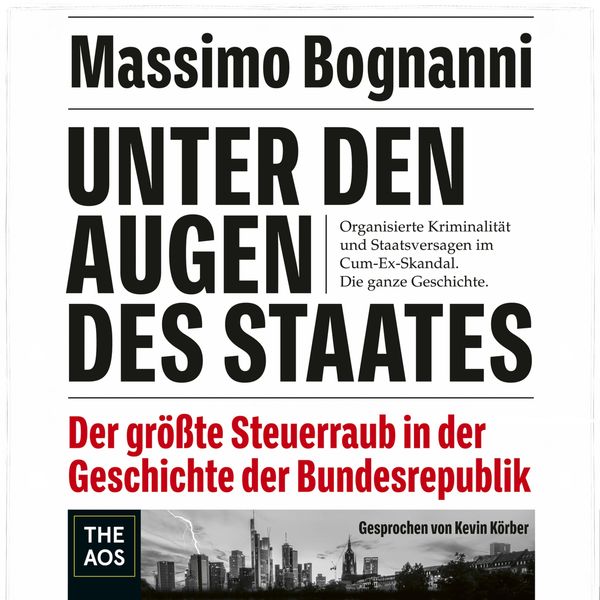 Massimo Bognanni
UNTER DEN
AUGEN
Organisierte Kriminalität
und Staatsversagen im
Cum-Ex-Skandal.
Die ganze Geschichte.
DES STAATES
Der größte Steuerraub in der
Geschichte der Bundesrepublik
THE
AOS
Gesprochen von Kevin Körber